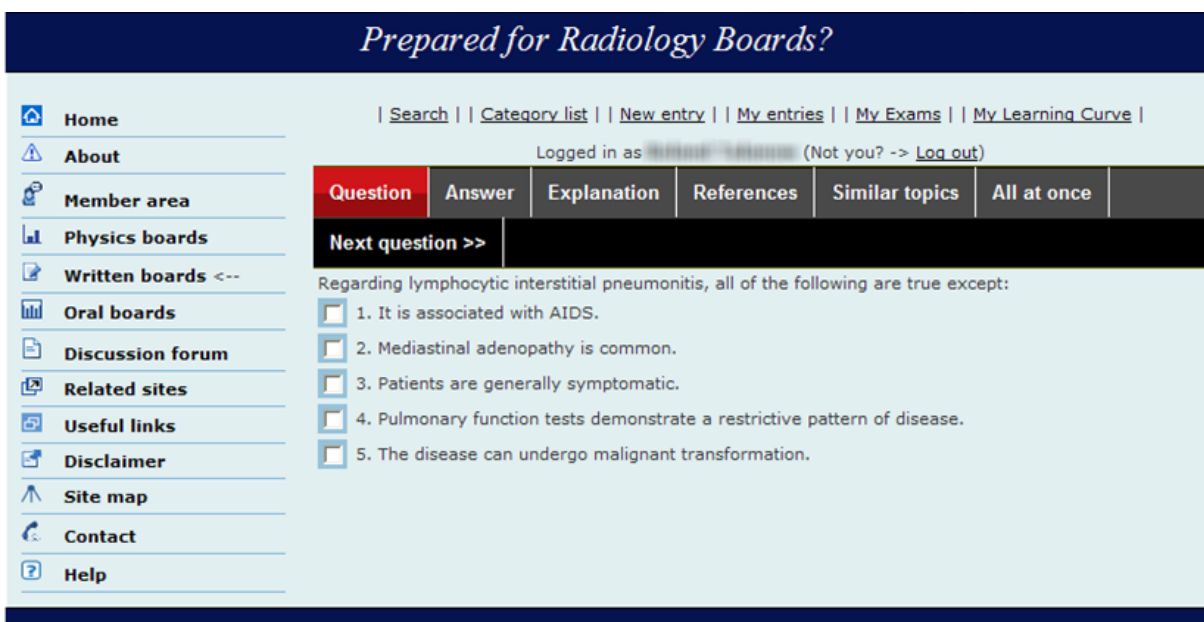 Prepared for Radiology Boards?
Home
About
Member area
Physics boards
Written boards <--
Oral boards
Discussion forum
Related sites
Useful links
Disclaimer
Site map
Contact
Help
| Search | | Category list | | New entry | | My entries | | My Exams | | My Learning Curve |
Logged in as (Not you? -> Log out)
Question Answer Explanation References Similar topics All at once
Next question >>
Regarding lymphocytic interstitial pneumonitis, all of the following are true except:
1. It is associated with AIDS.
2. Mediastinal adenopathy is common.
3. Patients are generally symptomatic.
4. Pulmonary function tests demonstrate a restrictive pattern of disease.
5. The disease can undergo malignant transformation.